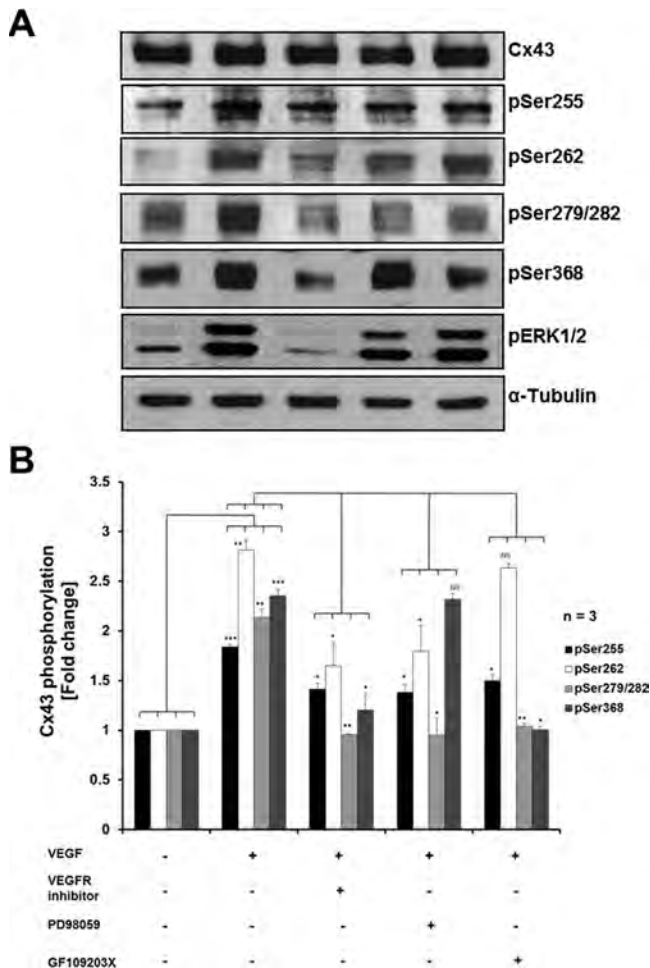 A
Cx43
pSer255
pSer262
pSer279/282
pSer368
pERK1/2
α-Tubulin
B
Cx43 phosphorylation
[Fold change]
3.5
3
2.5
2
1.5
1
0.5
0
*** ** ** ***
* * ** *
* * *
* ** *
n = 3
pSer255
pSer262
pSer279/282
pSer368
VEGF - + + + +
VEGFR
inhibitor - - + - -
PD98059 - - - + -
GF109203X - - - - +